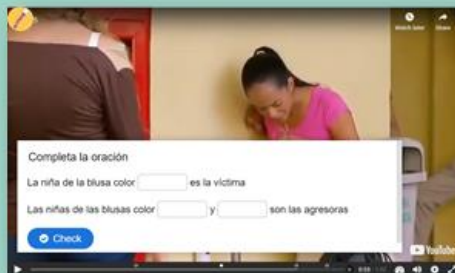 Watch later Share
Completa la oración
La niña de la blusa color es la víctima
Las niñas de las blusas color y son las agresoras
Check
YouTube